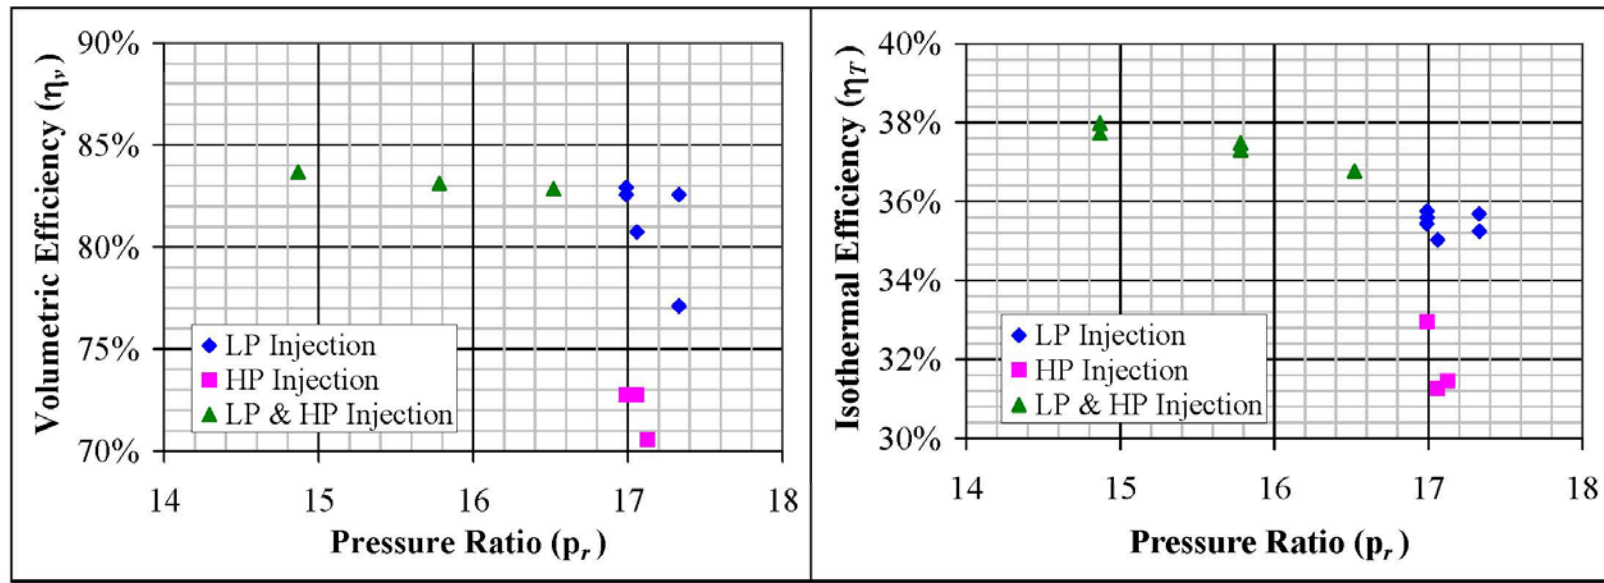 90%
85%
80%
75%
70%
Volumetric Efficiency (ηv)
LP Injection
HP Injection
LP & HP Injection
14 15 16 17 18
Pressure Ratio (pr)
40%
38%
36%
34%
32%
30%
Isothermal Efficiency (ηT)
LP Injection
HP Injection
LP & HP Injection
14 15 16 17 18
Pressure Ratio (pr)